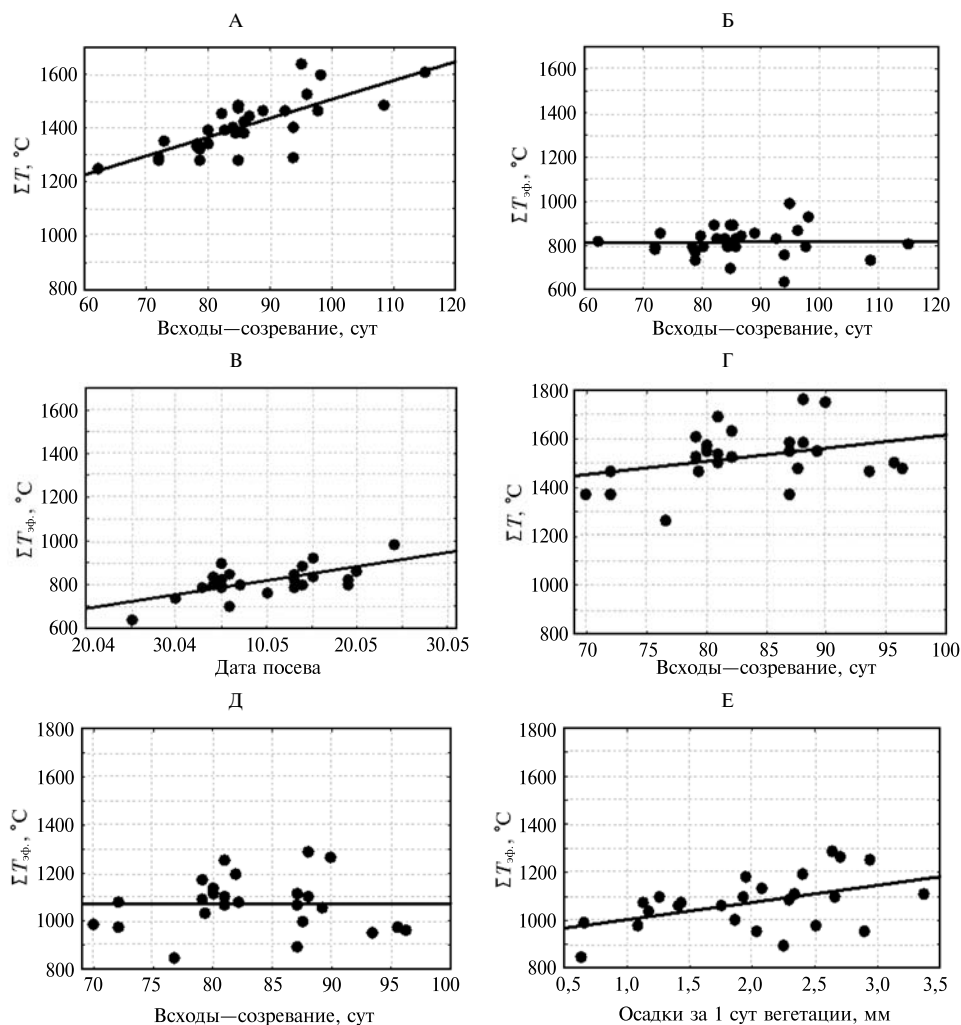 А
1600
1400
1200
1000
800
60 70 80 90 100 110 120
ΣT, °C
Всходы—созревание, сут
Б
1600
1400
1200
1000
800
600
60 70 80 90 100 110 120
ΣTэф., °C
Всходы—созревание, сут
В
1600
1400
1200
1000
800
600
20.04 30.04 10.05 20.05 30.05
ΣTэф., °C
Дата посева
Г
1800
1600
1400
1200
1000
800
70 75 80 85 90 95 100
ΣT, °C
Всходы—созревание, сут
Д
1800
1600
1400
1200
1000
800
70 75 80 85 90 95 100
ΣTэф., °C
Всходы—созревание, сут
Е
1800
1600
1400
1200
1000
800
0,5 1,0 1,5 2,0 2,5 3,0 3,5
ΣTэф., °C
Осадки за 1 сут вегетации, мм